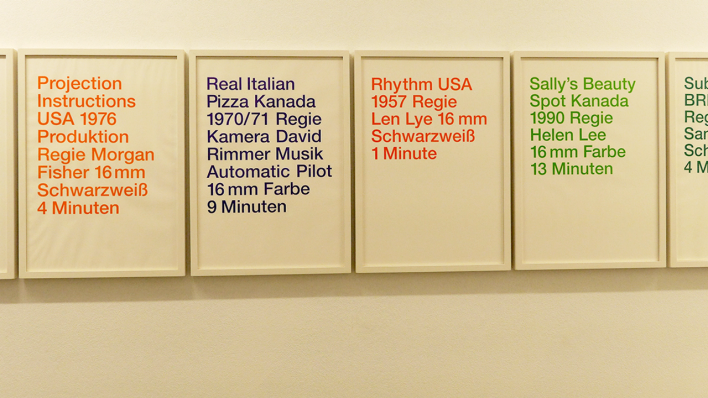 Projection
Instructions
USA 1976
Produktion
Regie Morgan
Fisher 16 mm
Schwarzweiß
4 Minuten
Real Italian
Pizza Kanada
1970/71 Regie
Kamera David
Rimmer Musik
Automatic Pilot
16 mm Farbe
9 Minuten
Rhythm USA
1957 Regie
Len Lye 16 mm
Schwarzweiß
1 Minute
Sally's Beauty
Spot Kanada
1990 Regie
Helen Lee
16 mm Farbe
13 Minuten
4 M